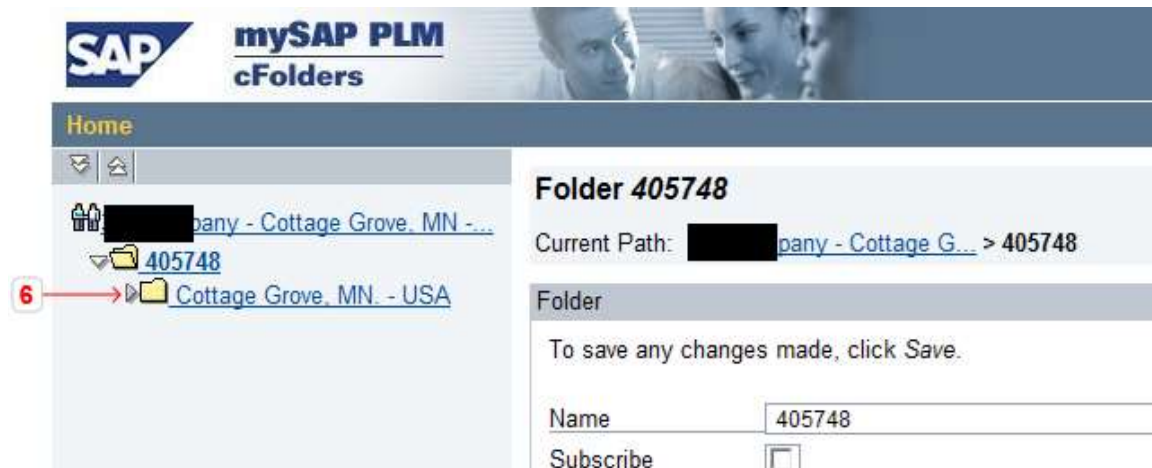 SAP
mySAP PLM
cFolders
Home
pany - Cottage Grove, MN -...
405748
6
Cottage Grove, MN. - USA
Folder 405748
Current Path: pany - Cottage G... > 405748
Folder
To save any changes made, click Save.
Name 405748
Subscribe